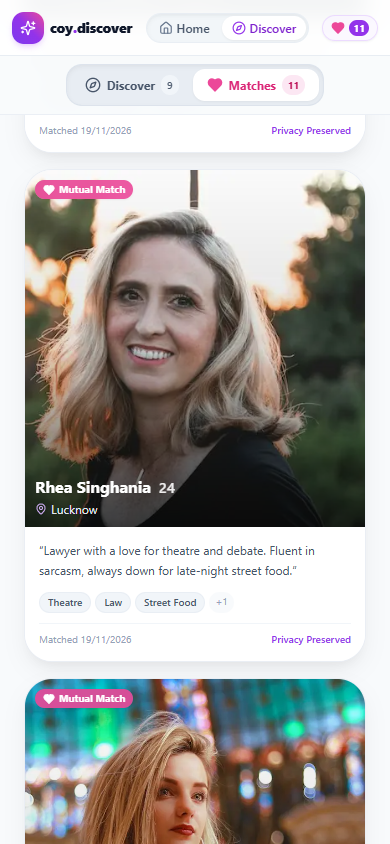 coy.discover
Home
Discover
11
Discover 9
Matches 11
Matched 19/11/2026
Privacy Preserved
Mutual Match
Rhea Singhania 24
Lucknow
“Lawyer with a love for theatre and debate. Fluent in
sarcasm, always down for late-night street food.”
Theatre
Law
Street Food
+1
Matched 19/11/2026
Privacy Preserved
Mutual Match